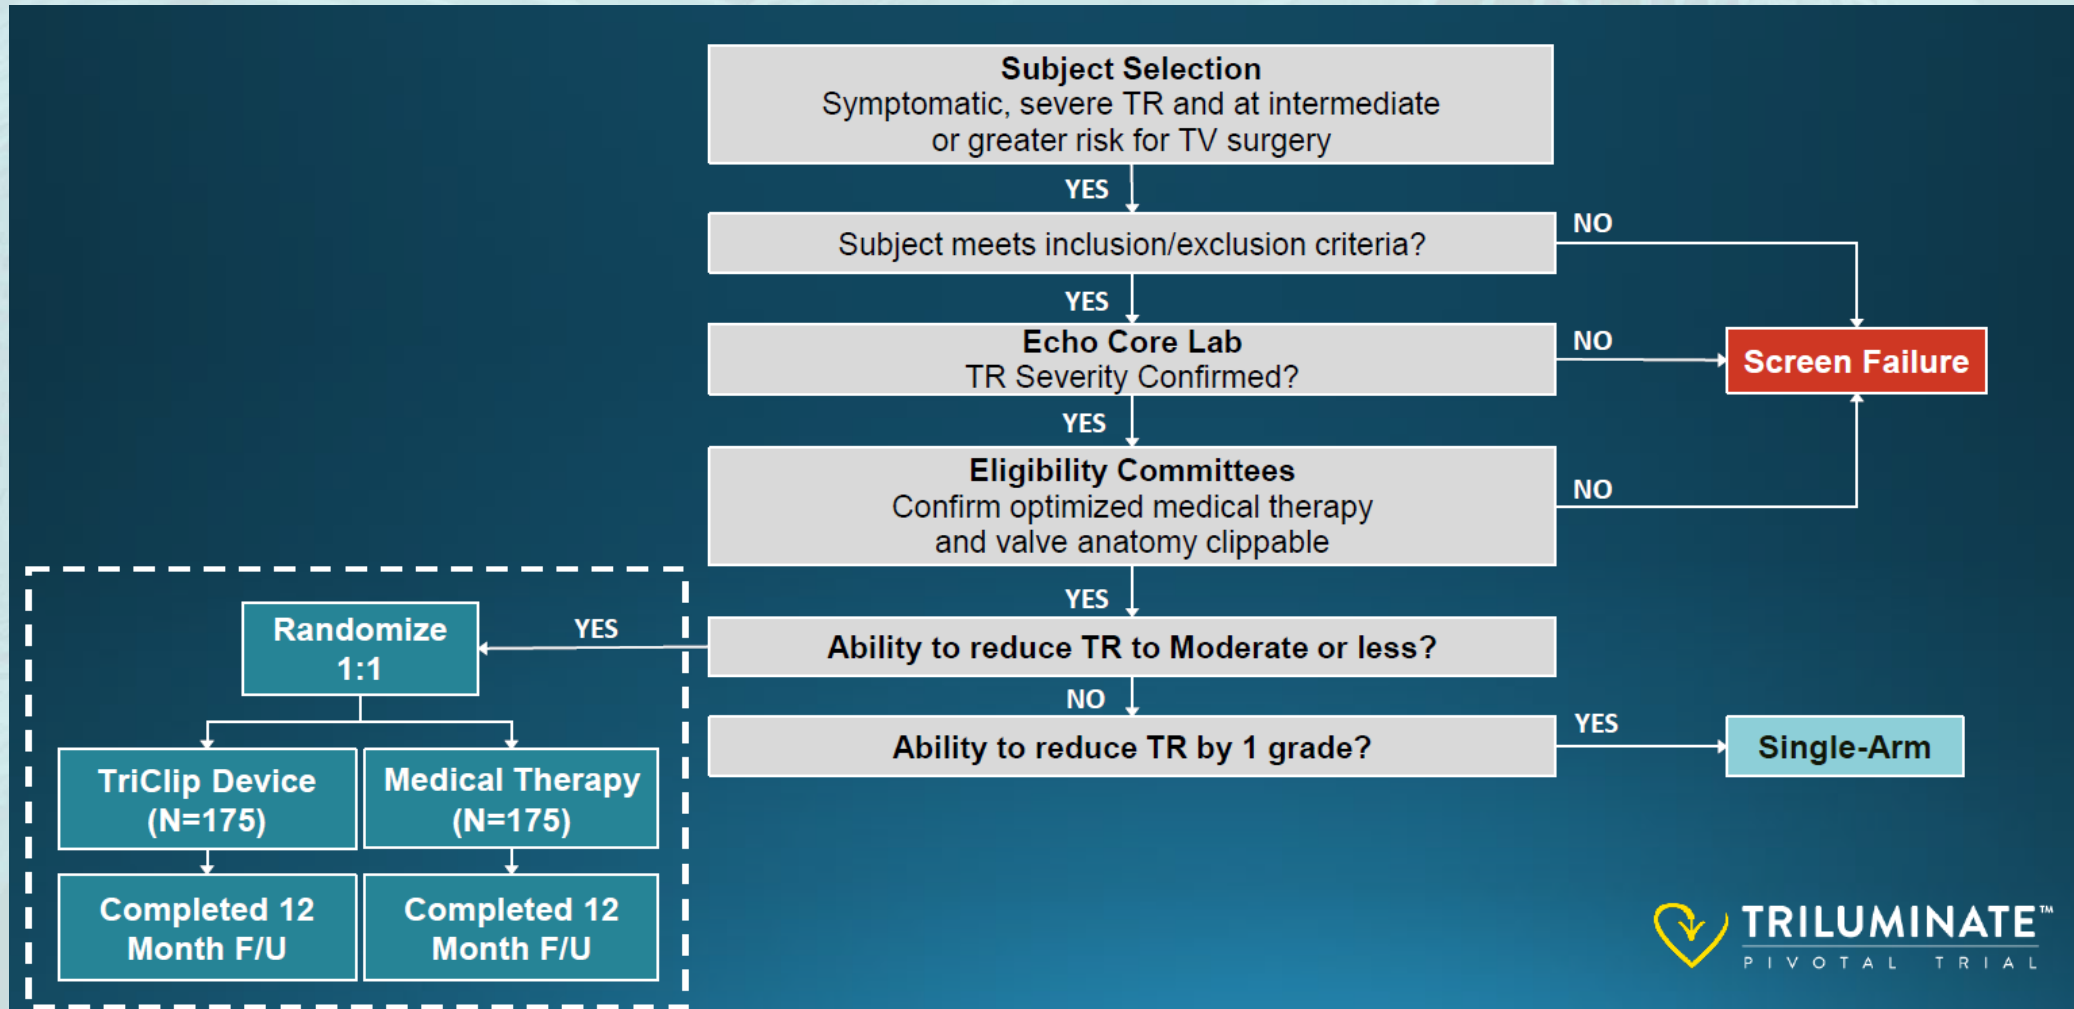 Subject Selection
Symptomatic, severe TR and at intermediate
or greater risk for TV surgery
YES
Subject meets inclusion/exclusion criteria?
NO
YES
Echo Core Lab
TR Severity Confirmed?
NO
Screen Failure
YES
Eligibility Committees
Confirm optimized medical therapy
and valve anatomy clippable
NO
YES
Ability to reduce TR to Moderate or less?
YES
Randomize
1:1
NO
Ability to reduce TR by 1 grade?
YES
Single-Arm
TriClip Device
(N=175)
Medical Therapy
(N=175)
Completed 12
Month F/U
Completed 12
Month F/U
TRILUMINATE™
PIVOTAL TRIAL